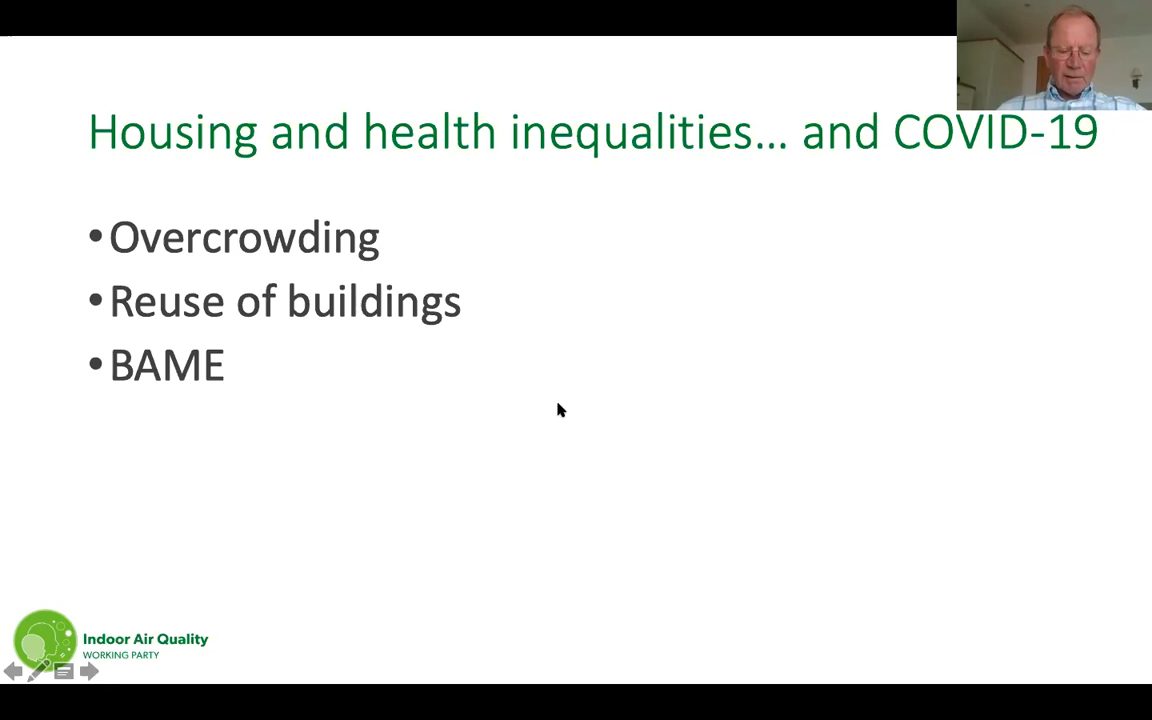 Housing and health inequalities... and COVID-19
•Overcrowding
•Reuse of buildings
•BAME
Indoor Air Quality
WORKING PARTY